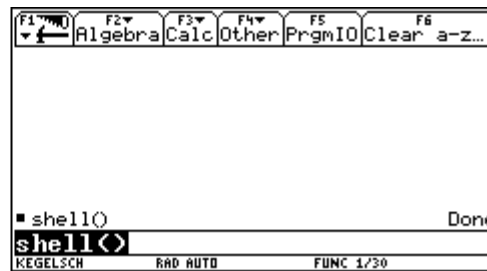 F1 F2 Algebra F3 Calc F4 Other F5 PrgmIO F6 Clear a-z…
shell() Done
shell()
KEGELSCH RAD AUTO FUNC 1/30